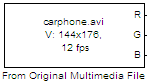 carphone.avi
V: 144x176,
12 fps
R
G
B
From Original Multimedia File